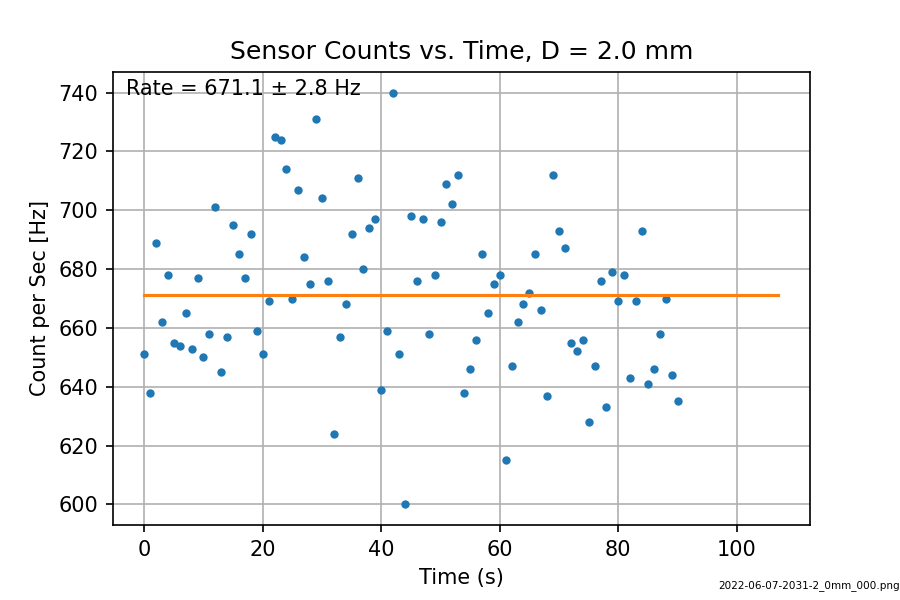 Sensor Counts vs. Time, D = 2.0 mm
Rate = 671.1 ± 2.8 Hz
740
720
700
680
660
640
620
600
Count per Sec [Hz]
0 20 40 60 80 100
Time (s)
2022-06-07-2031-2_0mm_000.png